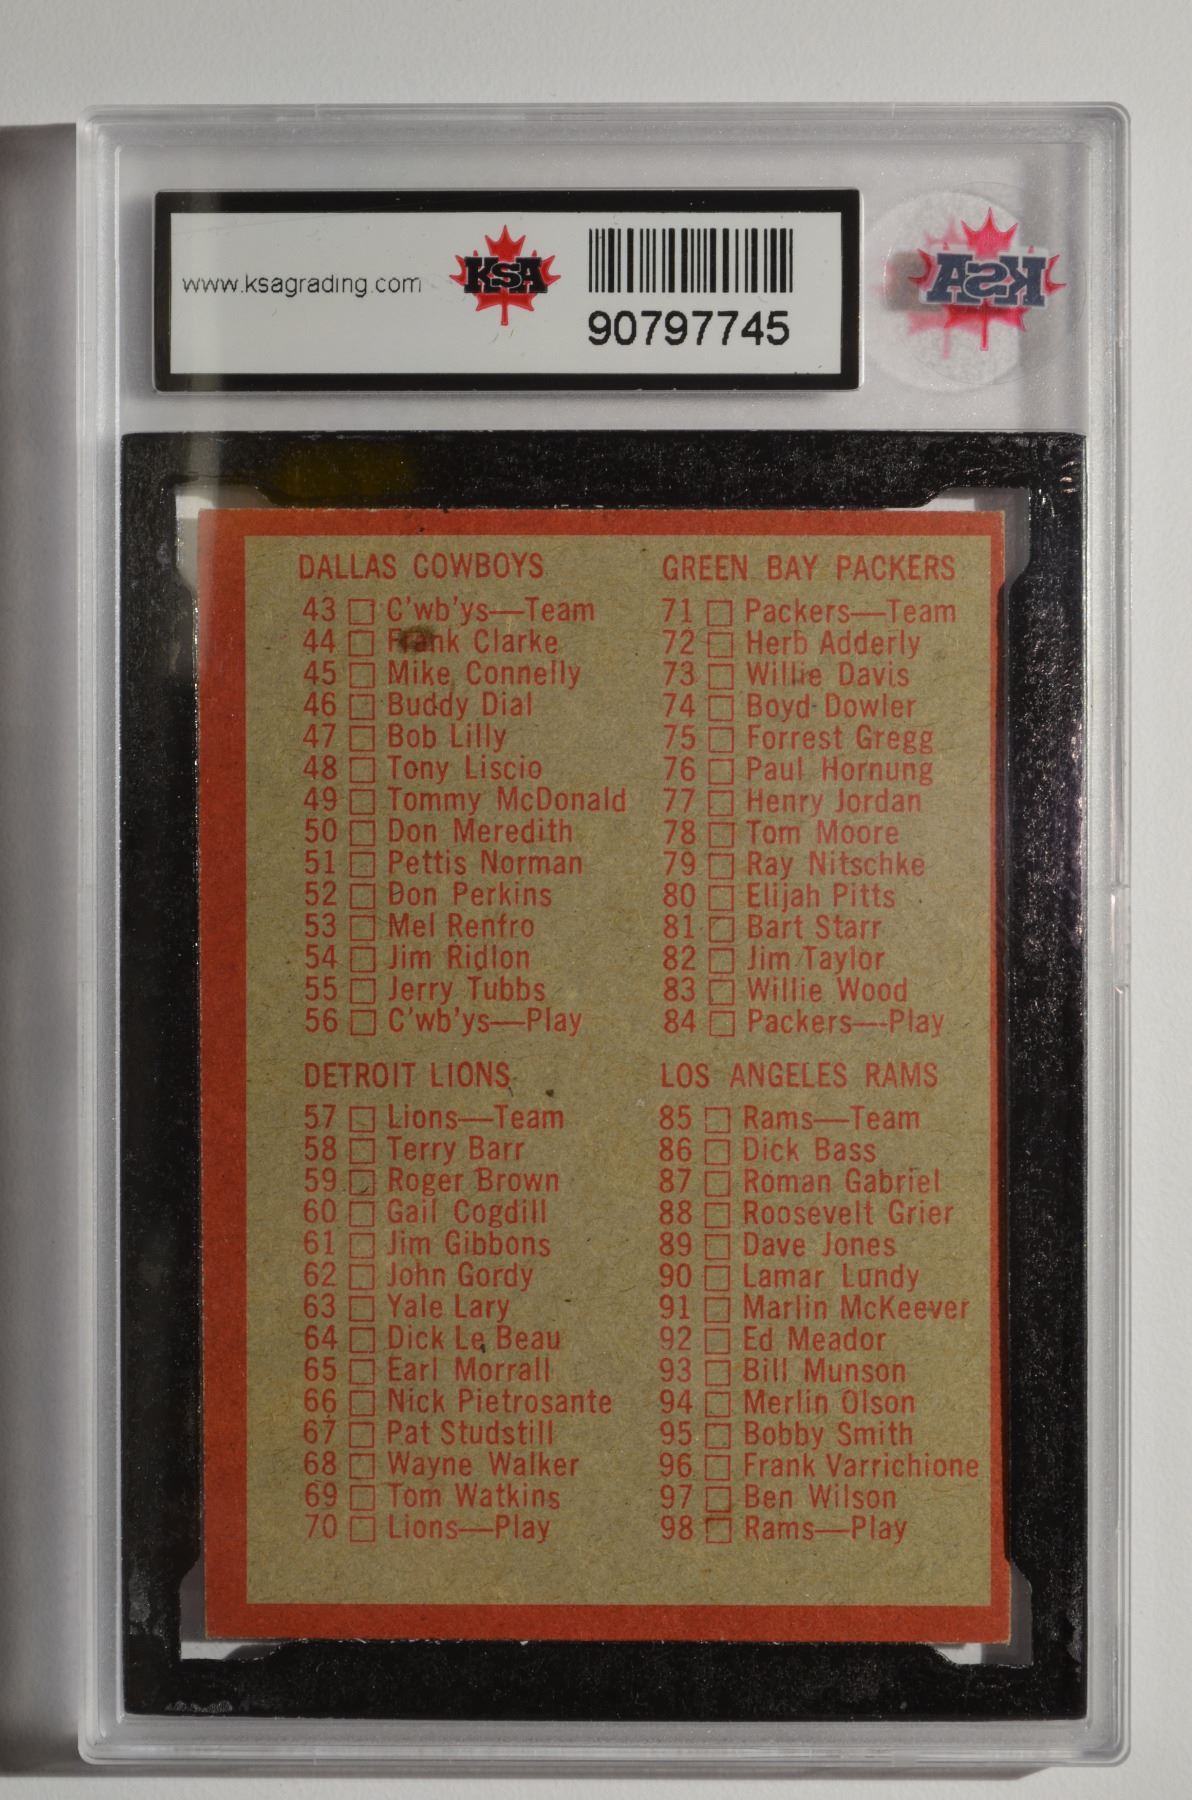 www.ksagrading.com
KSA
90797745
KSA
DALLAS COWBOYS
43 C'wb'ys—Team
44 Frank Clarke
45 Mike Connelly
46 Buddy Dial
47 Bob Lilly
48 Tony Liscio
49 Tommy McDonald
50 Don Meredith
51 Pettis Norman
52 Don Perkins
53 Mel Renfro
54 Jim Ridlon
55 Jerry Tubbs
56 C'wb'ys—Play
DETROIT LIONS
57 Lions—Team
58 Terry Barr
59 Roger Brown
60 Gail Cogdill
61 Jim Gibbons
62 John Gordy
63 Yale Lary
64 Dick Le Beau
65 Earl Morrall
66 Nick Pietrosante
67 Pat Studstill
68 Wayne Walker
69 Tom Watkins
70 Lions—Play
GREEN BAY PACKERS
71 Packers—Team
72 Herb Adderly
73 Willie Davis
74 Boyd Dowler
75 Forrest Gregg
76 Paul Hornung
77 Henry Jordan
78 Tom Moore
79 Ray Nitschke
80 Elijah Pitts
81 Bart Starr
82 Jim Taylor
83 Willie Wood
84 Packers—Play
LOS ANGELES RAMS
85 Rams—Team
86 Dick Bass
87 Roman Gabriel
88 Roosevelt Grier
89 Dave Jones
90 Lamar Lundy
91 Marlin McKeever
92 Ed Meador
93 Bill Munson
94 Merlin Olson
95 Bobby Smith
96 Frank Varrichione
97 Ben Wilson
98 Rams—Play